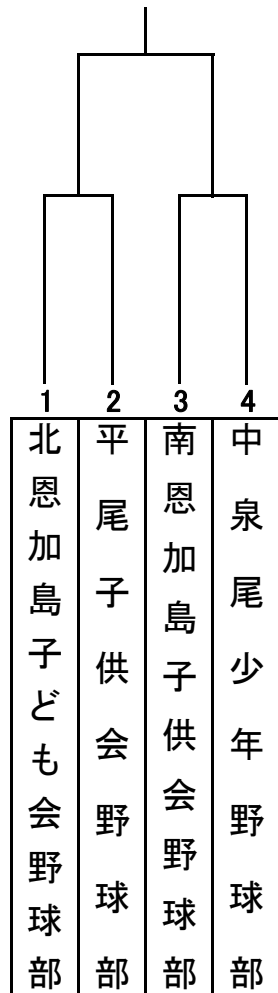 1 2 3 4
北恩加島子ども会野球部
平尾子供会野球部
南恩加島子供会野球部
中泉尾少年野球部